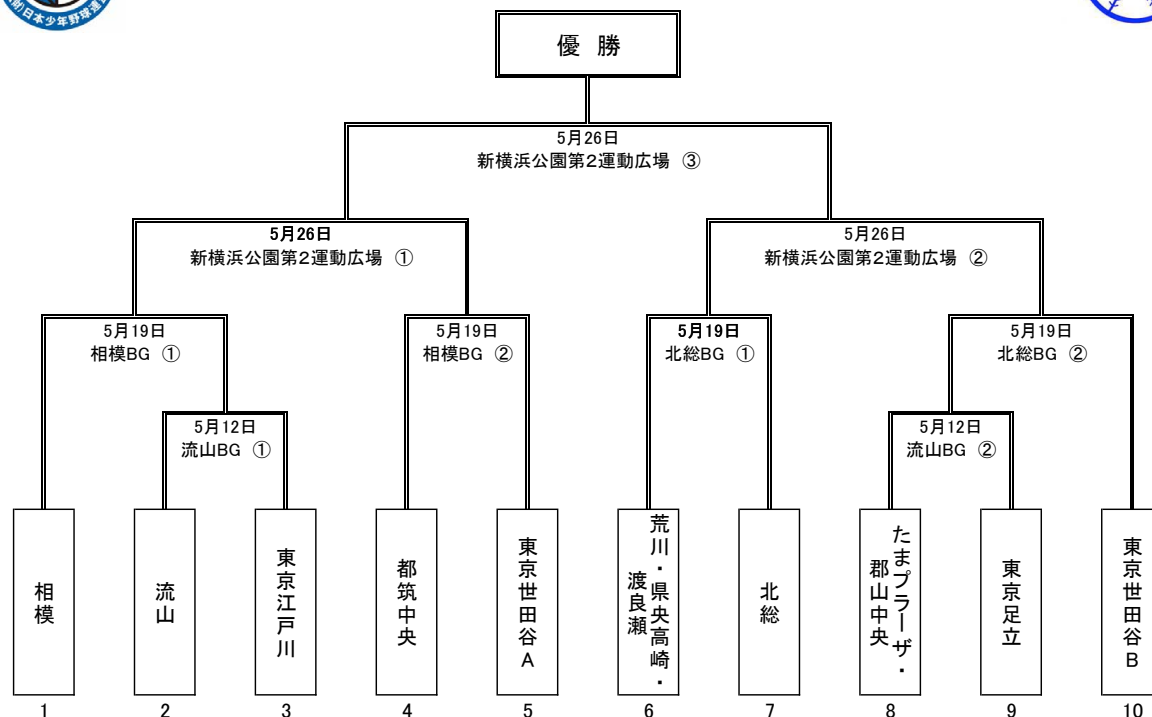 財)日本少年野球連盟
優 勝
5月26日
新横浜公園第2運動広場 ③
5月26日
新横浜公園第2運動広場 ①
5月26日
新横浜公園第2運動広場 ②
5月19日
相模BG ①
5月19日
相模BG ②
5月19日
北総BG ①
5月19日
北総BG ②
5月12日
流山BG ①
5月12日
流山BG ②
相模
流山
東京江戸川
都筑中央
東京世田谷A
荒川・県央高崎・
渡良瀬
北総
たまプラーザ・
郡山中央
東京足立
東京世田谷B
1 2 3 4 5 6 7 8 9 10